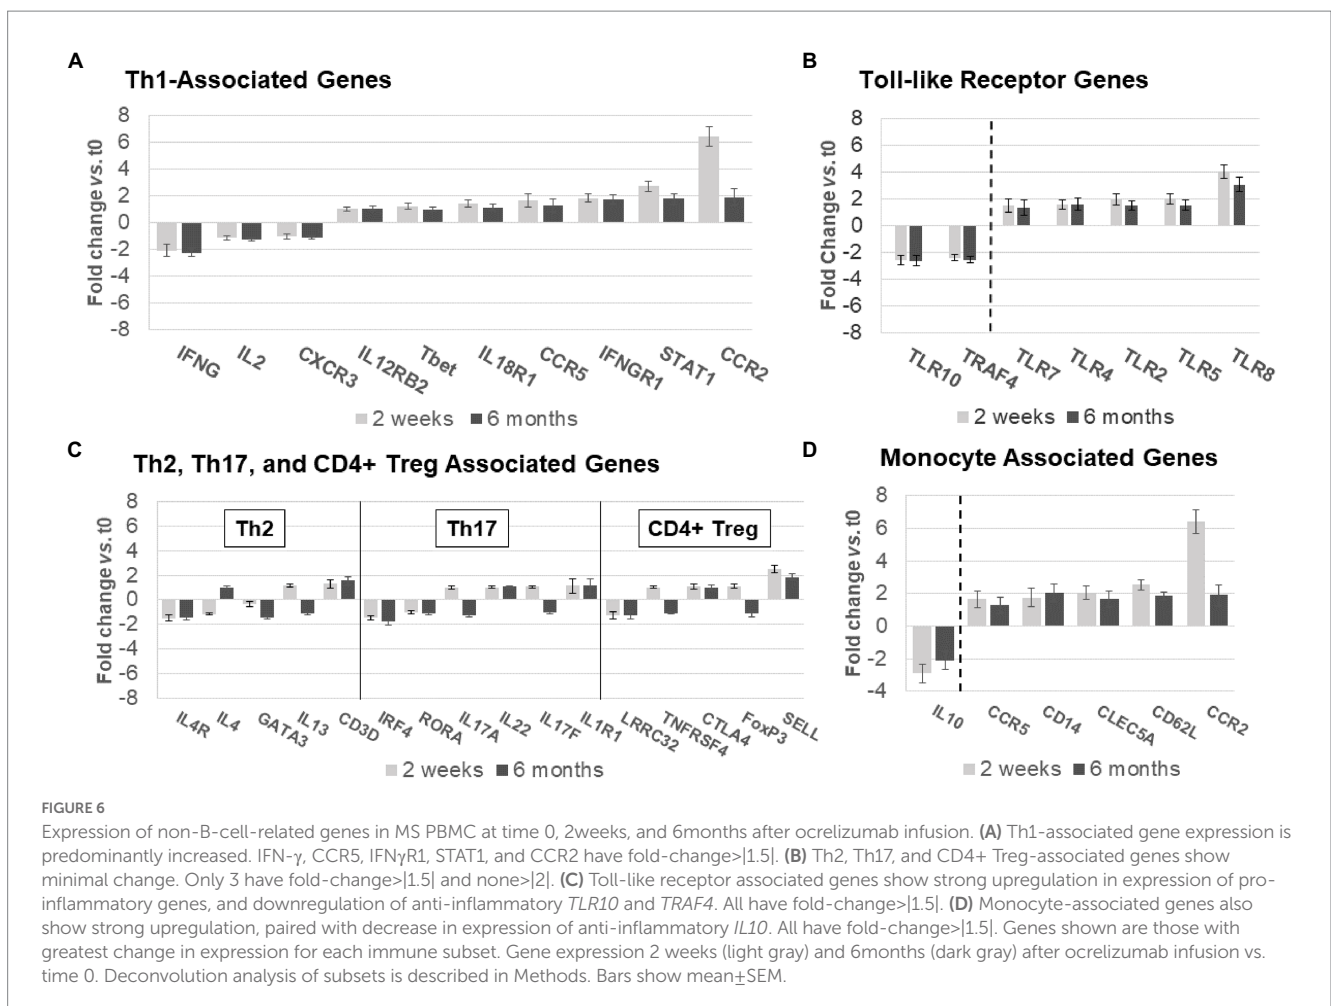 A
Th1-Associated Genes
Fold change vs. t0
8
6
4
2
0
-2
-4
-6
-8
IFNG
IL2
CXCR3
IL12RB2
Tbet
IL18R1
CCR5
IFNGR1
STAT1
CCR2
2 weeks 6 months
B
Toll-like Receptor Genes
Fold Change vs. t0
8
6
4
2
0
-2
-4
-6
-8
TLR10
TRAF4
TLR7
TLR4
TLR2
TLR5
TLR8
2 weeks 6 months
C
Th2, Th17, and CD4+ Treg Associated Genes
Fold change vs. t0
8
6
4
2
0
-2
-4
-6
-8
Th2
Th17
CD4+ Treg
IL4R
IL4
GATA3
IL13
CD3D
IRF4
RORA
IL17A
IL22
IL17F
IL1R1
LRRC32
TNFRSF4
CTLA4
FoxP3
SELL
2 weeks 6 months
D
Monocyte Associated Genes
Fold change vs. t0
8
6
4
2
0
-2
-4
IL10
CCR5
CD14
CLEC5A
CD62L
CCR2
2 weeks 6 months
FIGURE 6
Expression of non-B-cell-related genes in MS PBMC at time 0, 2weeks, and 6months after ocrelizumab infusion. (A) Th1-associated gene expression is
predominantly increased. IFN-γ, CCR5, IFNγR1, STAT1, and CCR2 have fold-change>|1.5|. (B) Th2, Th17, and CD4+ Treg-associated genes show
minimal change. Only 3 have fold-change>|1.5| and none>|2|. (C) Toll-like receptor associated genes show strong upregulation in expression of pro-
inflammatory genes, and downregulation of anti-inflammatory TLR10 and TRAF4. All have fold-change>|1.5|. (D) Monocyte-associated genes also
show strong upregulation, paired with decrease in expression of anti-inflammatory IL10. All have fold-change>|1.5|. Genes shown are those with
greatest change in expression for each immune subset. Gene expression 2 weeks (light gray) and 6months (dark gray) after ocrelizumab infusion vs.
time 0. Deconvolution analysis of subsets is described in Methods. Bars show mean±SEM.